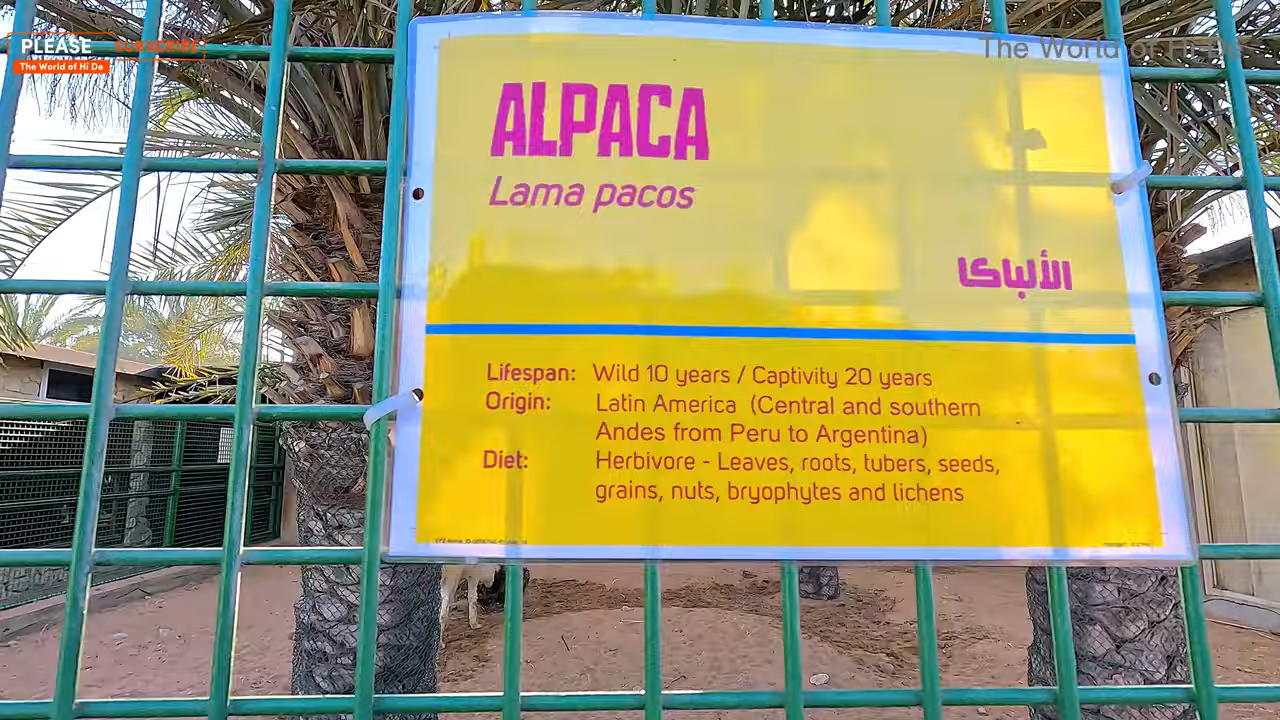 PLEASE SUBSCRIBE
The World of Hi De
The World of Hi De
ALPACA
Lama pacos
الألباكا
Lifespan: Wild 10 years / Captivity 20 years
Origin: Latin America (Central and southern
Andes from Peru to Argentina)
Diet: Herbivore - Leaves, roots, tubers, seeds,
grains, nuts, bryophytes and lichens